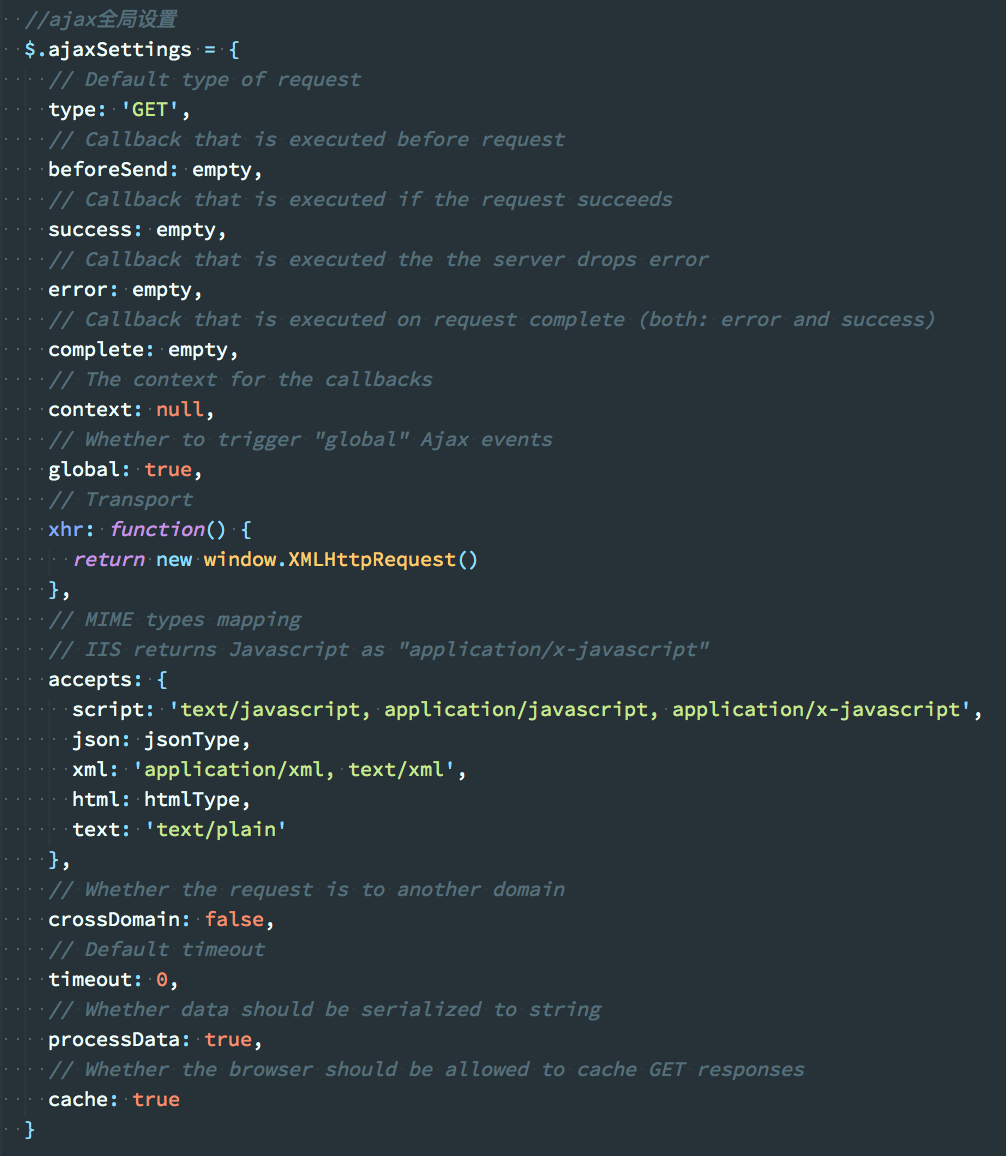 //ajax全局设置
$.ajaxSettings = {
// Default type of request
type: 'GET',
// Callback that is executed before request
beforeSend: empty,
// Callback that is executed if the request succeeds
success: empty,
// Callback that is executed the the server drops error
error: empty,
// Callback that is executed on request complete (both: error and success)
complete: empty,
// The context for the callbacks
context: null,
// Whether to trigger "global" Ajax events
global: true,
// Transport
xhr: function() {
return new window.XMLHttpRequest()
},
// MIME types mapping
// IIS returns Javascript as "application/x-javascript"
accepts: {
script: 'text/javascript, application/javascript, application/x-javascript',
json: jsonType,
xml: 'application/xml, text/xml',
html: htmlType,
text: 'text/plain'
},
// Whether the request is to another domain
crossDomain: false,
// Default timeout
timeout: 0,
// Whether data should be serialized to string
processData: true,
// Whether the browser should be allowed to cache GET responses
cache: true
}